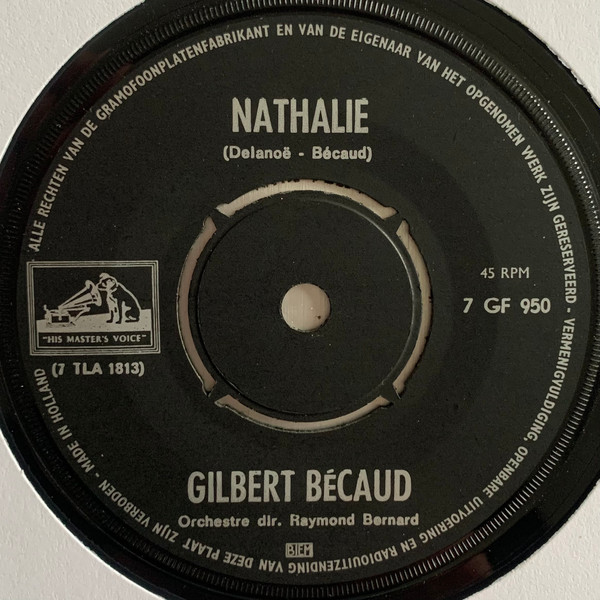 ALLE RECHTEN VAN DE GRAMOFOONPLATENFABRIKANT EN VAN DE EIGENAAR VAN HET OPGENOMEN WERK ZIJN GERESERVEERD - VERMENIGVULDIGING, OPENBARE UITVOERING EN RADIOUITZENDING VAN DEZE PLAAT ZIJN VERBODEN - MADE IN HOLLAND
NATHALIE
(Delanoë - Bécaud)
45 RPM
7 GF 950
"HIS MASTER'S VOICE"
(7 TLA 1813)
GILBERT BÉCAUD
Orchestre dir. Raymond Bernard
BIEM